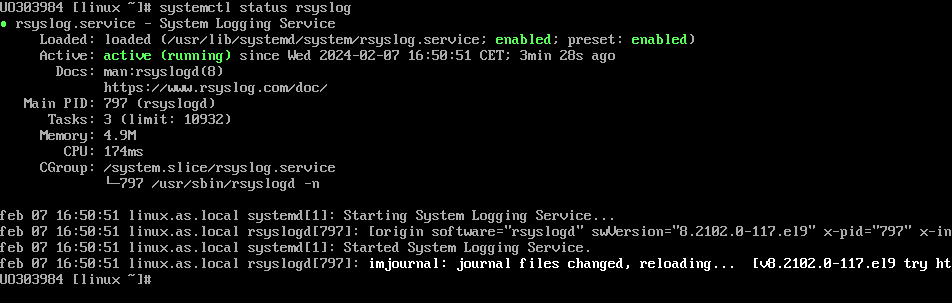 UO303984 [linux ~]# systemctl status rsyslog
● rsyslog.service - System Logging Service
     Loaded: loaded (/usr/lib/systemd/system/rsyslog.service; enabled; preset: enabled)
     Active: active (running) since Wed 2024-02-07 16:50:51 CET; 3min 28s ago
       Docs: man:rsyslogd(8)
             https://www.rsyslog.com/doc/
   Main PID: 797 (rsyslogd)
      Tasks: 3 (limit: 10932)
     Memory: 4.9M
        CPU: 174ms
     CGroup: /system.slice/rsyslog.service
             └─797 /usr/sbin/rsyslogd -n

feb 07 16:50:51 linux.as.local systemd[1]: Starting System Logging Service...
feb 07 16:50:51 linux.as.local rsyslogd[797]: [origin software="rsyslogd" swVersion="8.2102.0-117.el9" x-pid="797" x-in
feb 07 16:50:51 linux.as.local systemd[1]: Started System Logging Service.
feb 07 16:50:51 linux.as.local rsyslogd[797]: imjournal: journal files changed, reloading...  [v8.2102.0-117.el9 try ht
UO303984 [linux ~]#